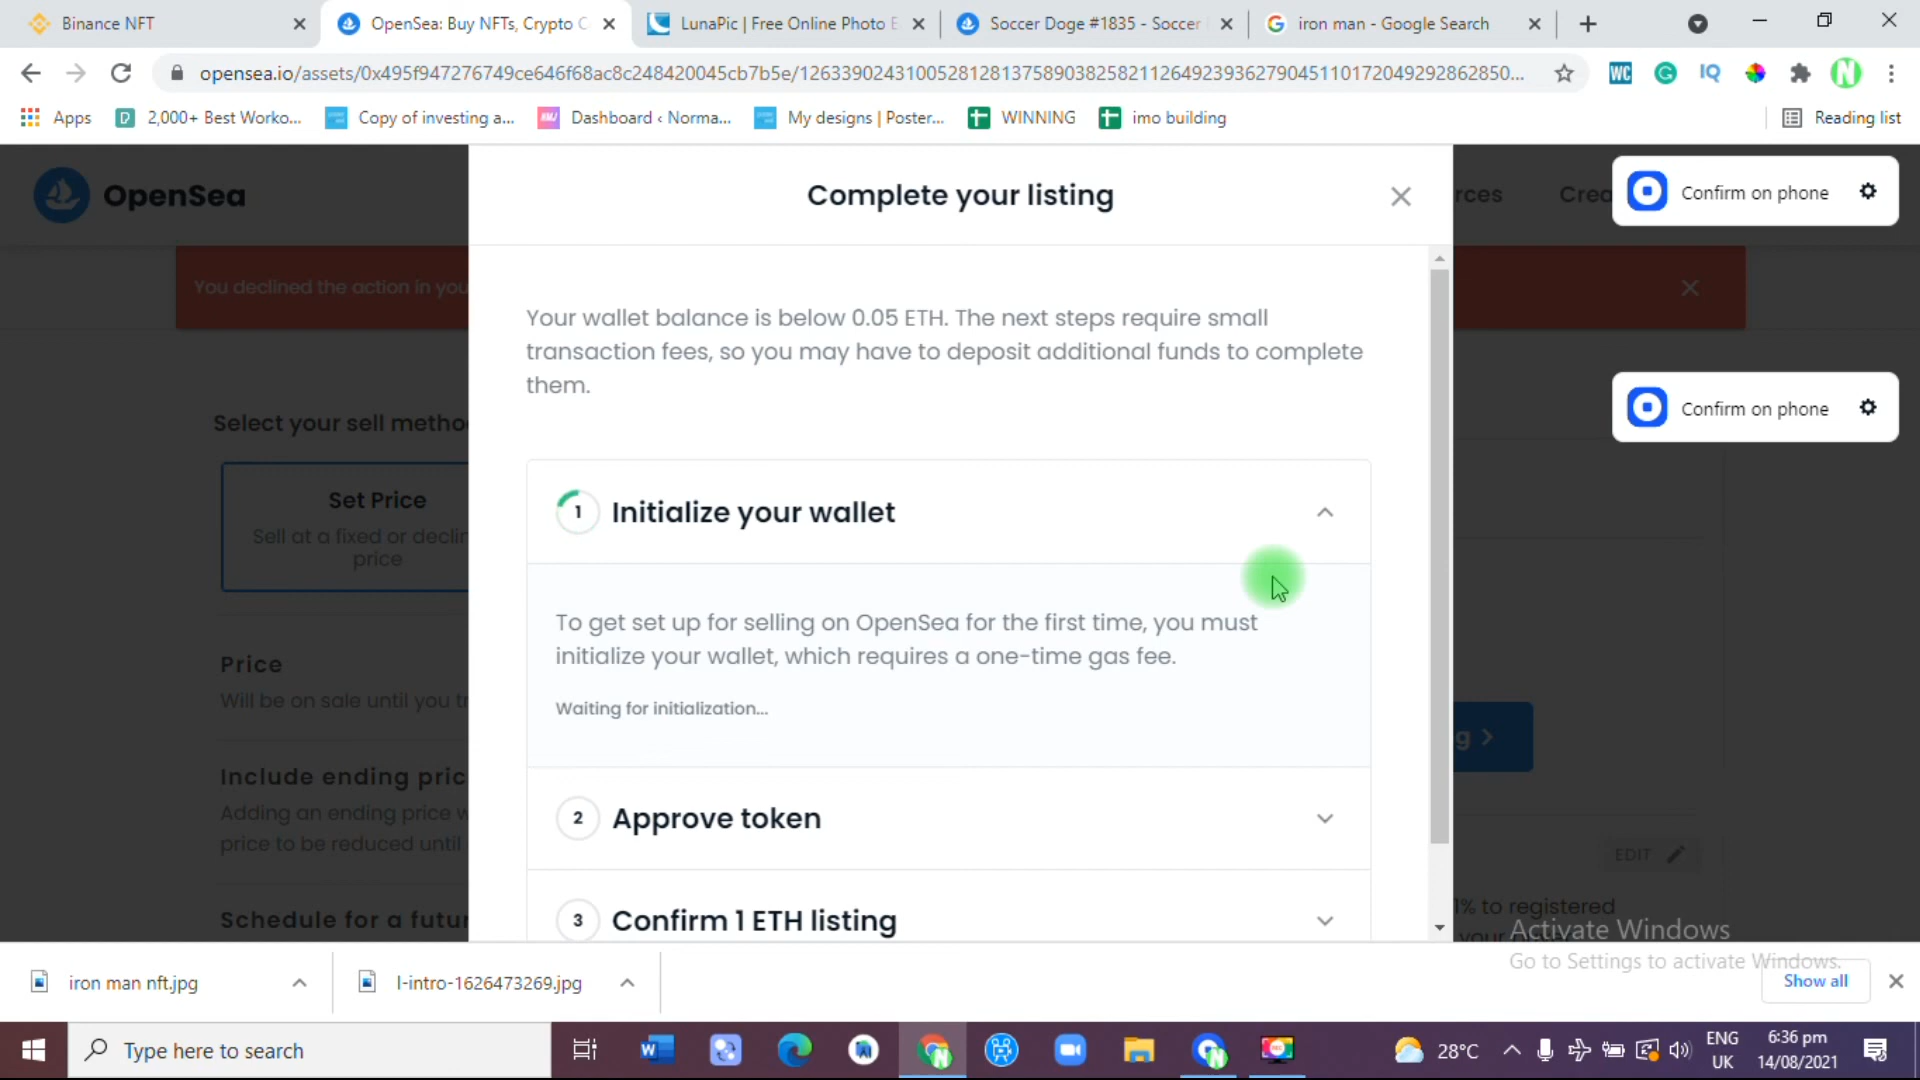 Binance NFT
OpenSea: Buy NFTs, Crypto C
LunaPic | Free Online Photo E
Soccer Doge #1835 - Soccer
iron man - Google Search
opensea.io/assets/0x495f947276749ce646f68ac8c248420045cb7b5e/12633902431005281281375890382582112649239362790451101720492928628 50...
Apps
2,000+ Best Worko...
Copy of investing a...
Dashboard ‹ Norma...
My designs | Poster...
WINNING
imo building
Reading list
OpenSea
Complete your listing
rces
Crea
Confirm on phone
You declined the action in you
Your wallet balance is below 0.05 ETH. The next steps require small
transaction fees, so you may have to deposit additional funds to complete
them.
Confirm on phone
Select your sell metho
Set Price
Sell at a fixed or declin
price
1 Initialize your wallet
To get set up for selling on OpenSea for the first time, you must
initialize your wallet, which requires a one-time gas fee.
Waiting for initialization...
Price
Will be on sale until you tr
g >
Include ending pric
Adding an ending price w
price to be reduced until
2 Approve token
EDIT
Schedule for a futur
3 Confirm 1 ETH listing
1% to registered
Activate Windows
Go to Settings to activate Windows.
iron man nft.jpg
I-intro-1626473269.jpg
Show all
Type here to search
28°C
ENG
UK
6:36 pm
14/08/2021